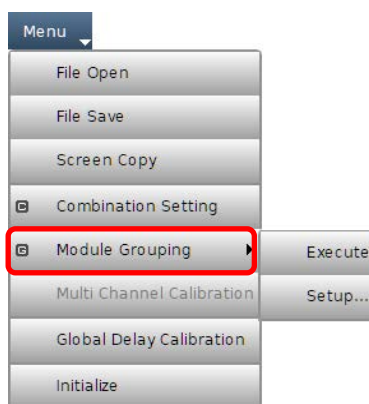 Menu
File Open
File Save
Screen Copy
C Combination Setting
G Module Grouping
Execute
Multi Channel Calibration
Setup...
Global Delay Calibration
Initialize